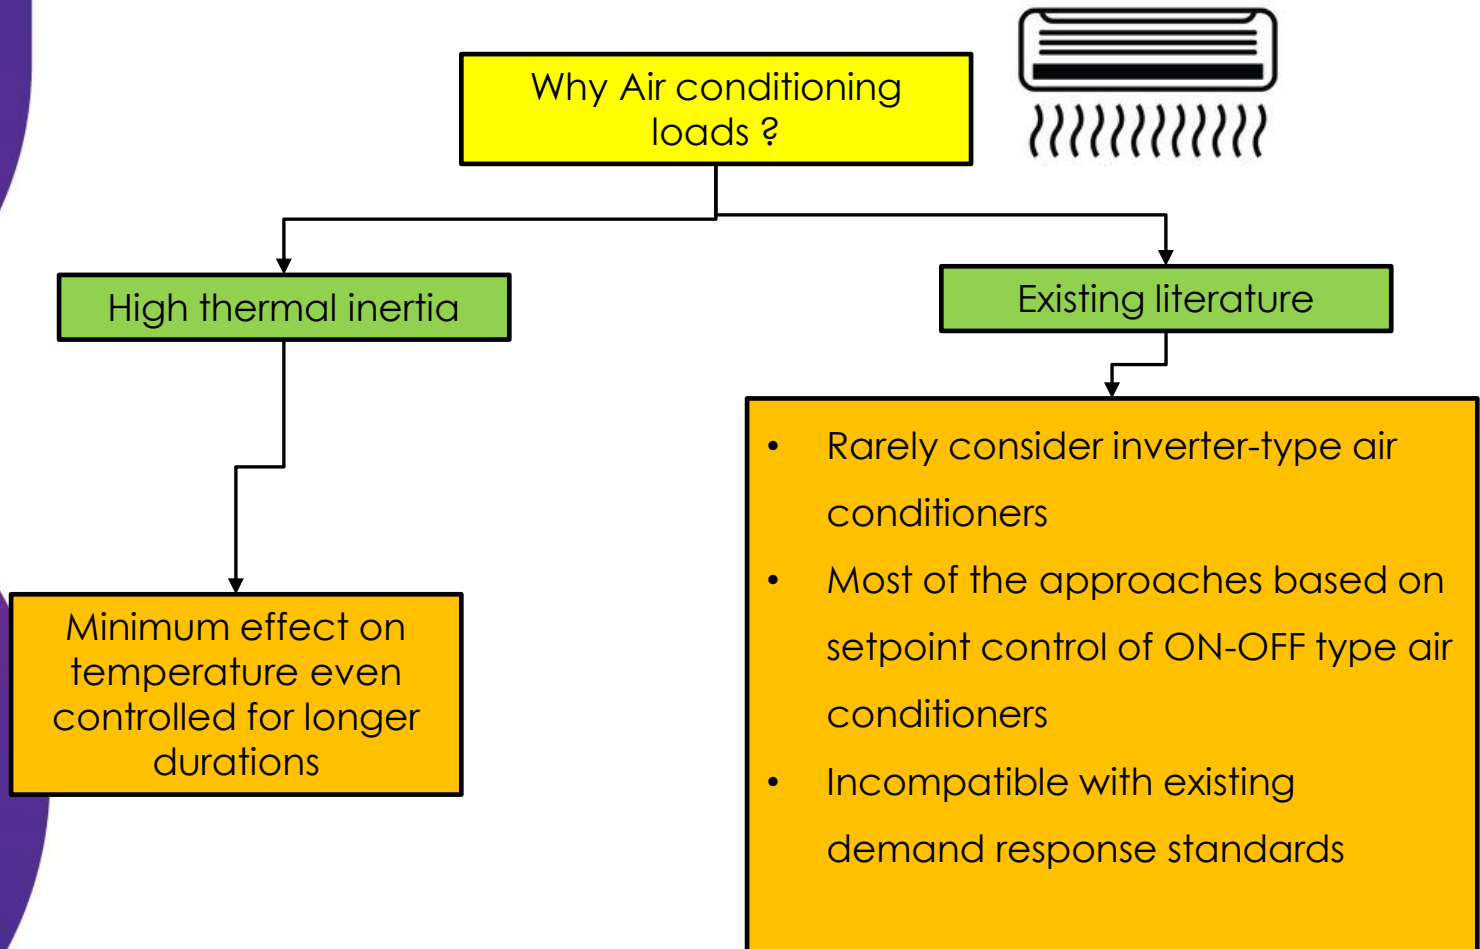 Why Air conditioning
loads ?
High thermal inertia
Existing literature
Minimum effect on
temperature even
controlled for longer
durations
• Rarely consider inverter-type air
conditioners
• Most of the approaches based on
setpoint control of ON-OFF type air
conditioners
• Incompatible with existing
demand response standards